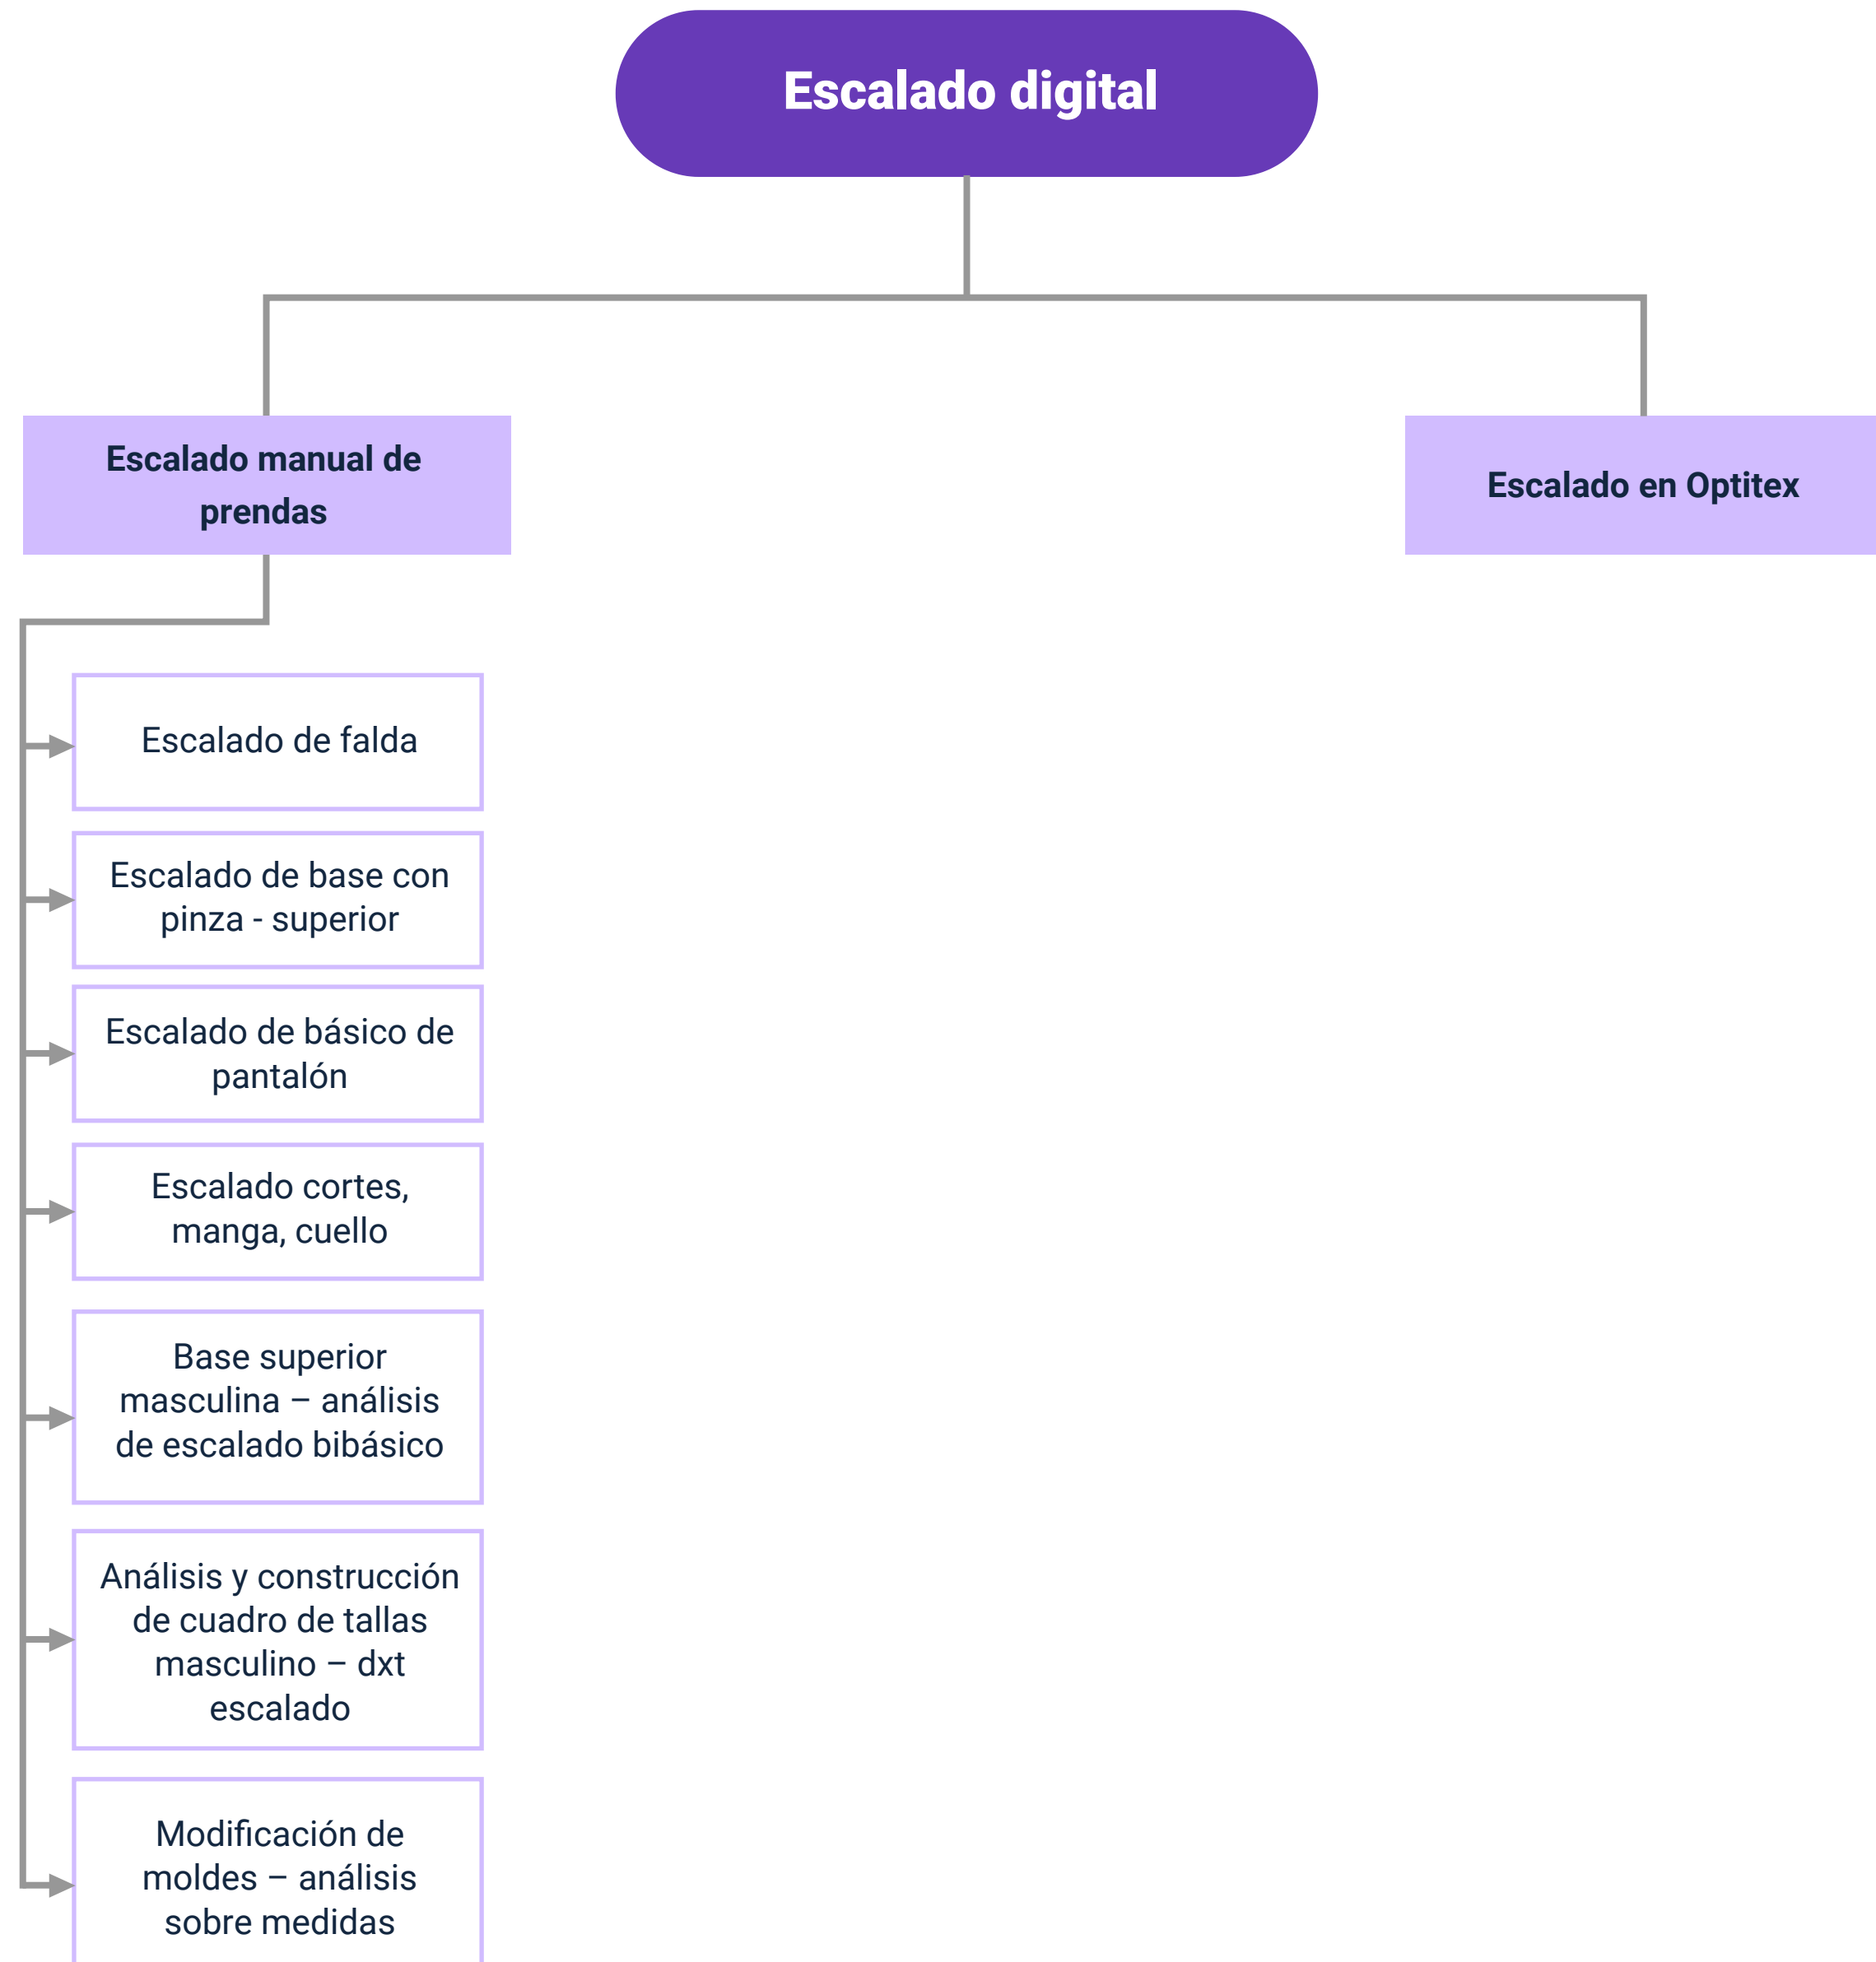 Escalado digital
Escalado manual de
prendas
Escalado en Optitex
Escalado de falda
Escalado de base con
pinza - superior
Escalado de básico de
pantalón
Escalado cortes,
manga, cuello
Base superior
masculina – análisis
de escalado bibásico
Análisis y construcción
de cuadro de tallas
masculino – dxt
escalado
Modificación de
moldes – análisis
sobre medidas